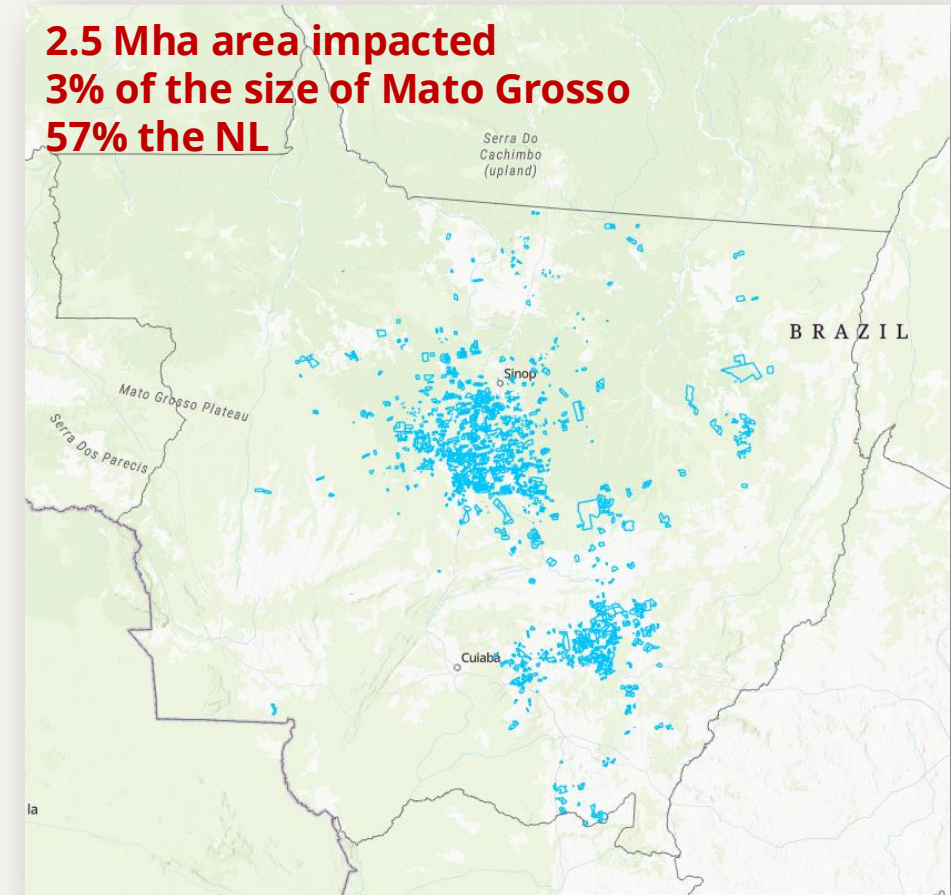 2.5 Mha area impacted
3% of the size of Mato Grosso
57% the NL
Serra Do
Cachimbo
(upland)
BRAZIL
Sinop
Mato Grosso Plateau
Serra Dos Parecis
Cuiabá
la